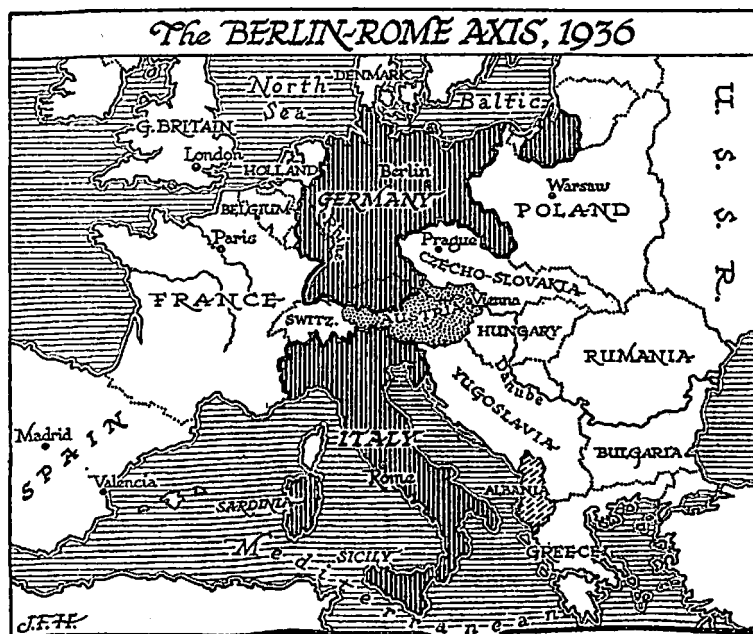 The BERLIN-ROME AXIS, 1936
North
Sea
DENMARK
Baltic
U. S. S. R.
G. BRITAIN
London
HOLLAND
Berlin
GERMANY
Warsaw
POLAND
BELGIUM
Rhine
Paris
Prague
CZECHO-SLOVAKIA
FRANCE
SWITZ.
AUSTRIA
Vienna
HUNGARY
RUMANIA
Danube
YUGOSLAVIA
Madrid
SPAIN
ITALY
BULGARIA
Valencia
Rome
SARDINIA
ALBANIA
Mediterranean
SICILY
GREECE
J.F.H.